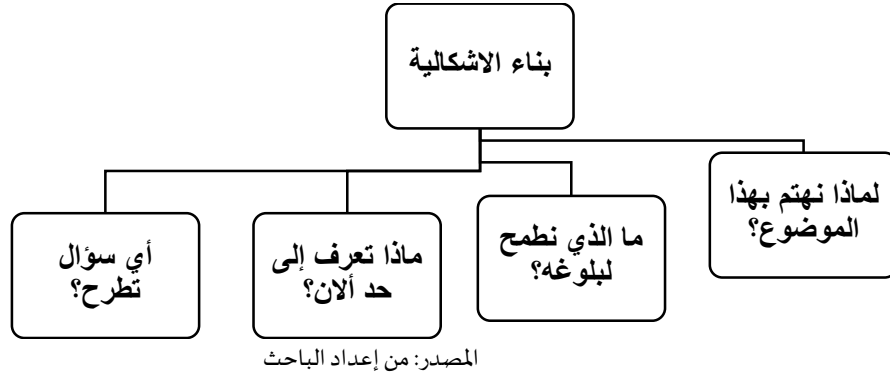 بناء الاشكالية
لماذا نهتم بهذا
الموضوع؟
ما الذي نطمح
لبلوغه؟
ماذا تعرف إلى
حد ألان؟
أي سؤال
تطرح؟
المصدر: من إعداد الباحث